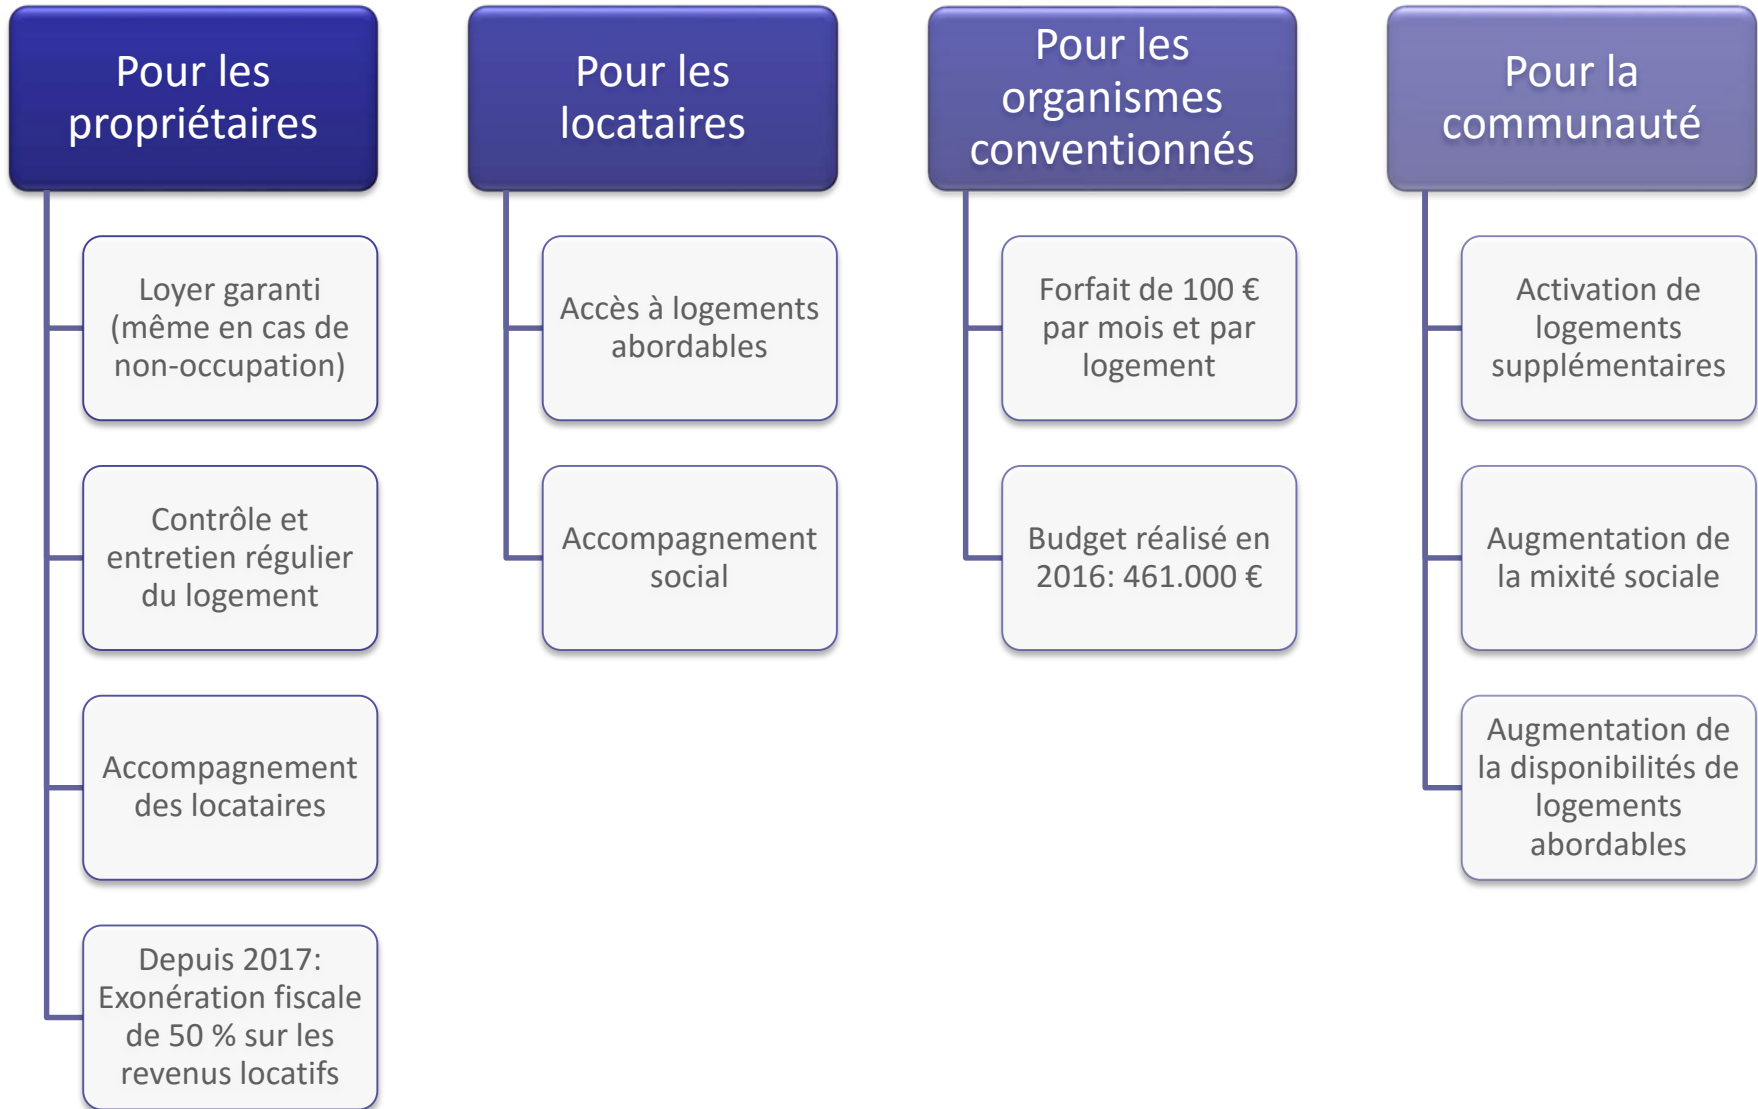 Pour les
propriétaires
Loyer garanti
(même en cas de
non-occupation)
Contrôle et
entretien régulier
du logement
Accompagnement
des locataires
Depuis 2017:
Exonération fiscale
de 50 % sur les
revenus locatifs
Pour les
locataires
Accès à logements
abordables
Accompagnement
social
Pour les
organismes
conventionnés
Forfait de 100 €
par mois et par
logement
Budget réalisé en
2016: 461.000 €
Pour la
communauté
Activation de
logements
supplémentaires
Augmentation de
la mixité sociale
Augmentation de
la disponibilités de
logements
abordables